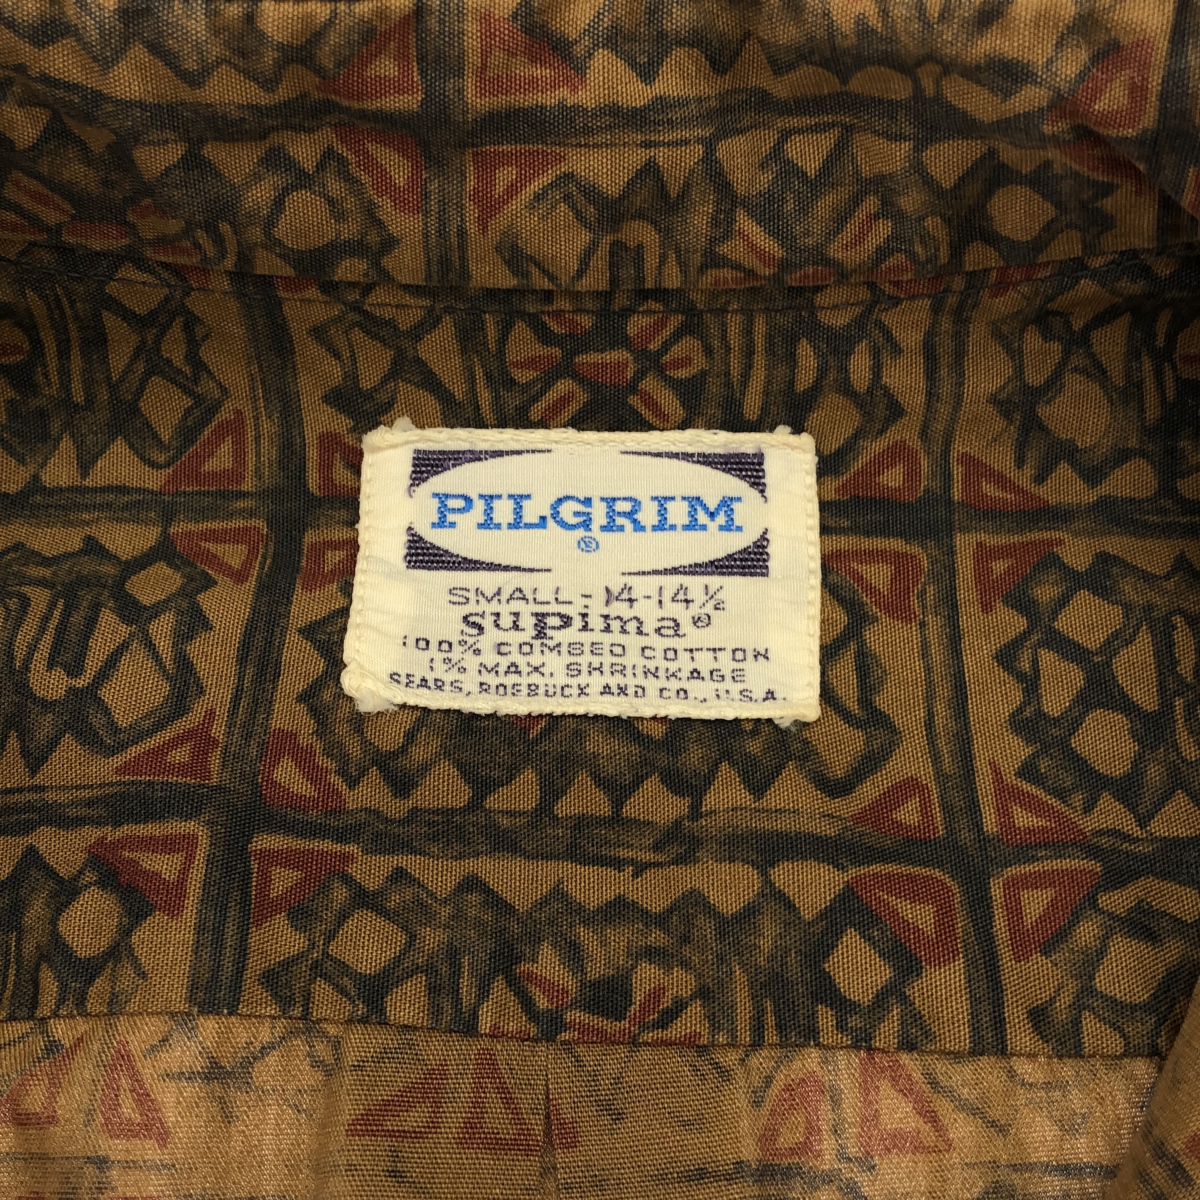 PILGRIM
®
SMALL-14-14½
supima®
100% COMBED COTTON
1% MAX. SHRINKAGE
SEARS, ROEBUCK AND CO., U.S.A.